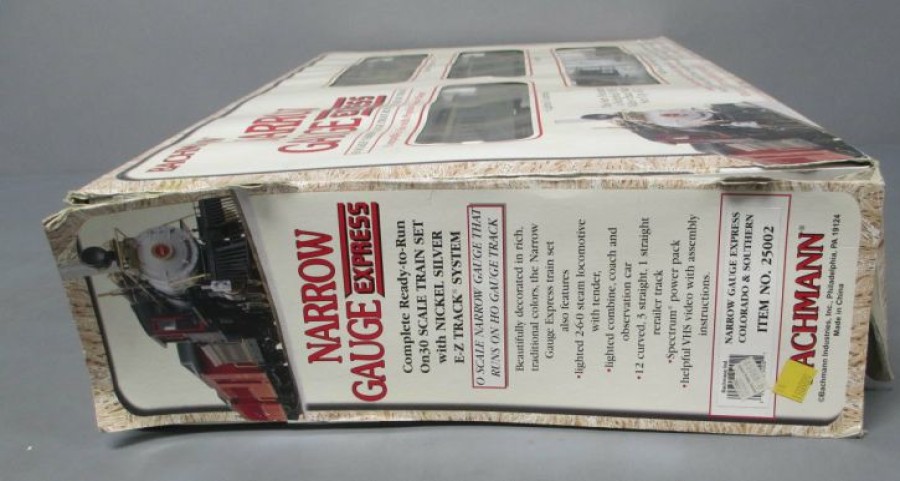 NARROW
GAUGE EXPRESS
Complete Ready-to-Run
On30 SCALE TRAIN SET
with NICKEL SILVER
E-Z TRACK® SYSTEM
O SCALE NARROW GAUGE THAT
RUNS ON HO GAUGE TRACK
Beautifully decorated in rich,
traditional colors, the Narrow
Gauge Express train set
also features
•lighted 2-6-0 steam locomotive
with tender,
•lighted combine, coach and
observation car
•12 curved, 3 straight, 1 straight
rerailer track
•Spectrum® power pack
•helpful VHS video with assembly
instructions.
NARROW GAUGE EXPRESS
COLORADO & SOUTHERN
ITEM NO. 25002
ACHMANN®
©Bachmann Industries, Inc., Philadelphia, PA 19124
Made in China
GAUGE EXPRESS